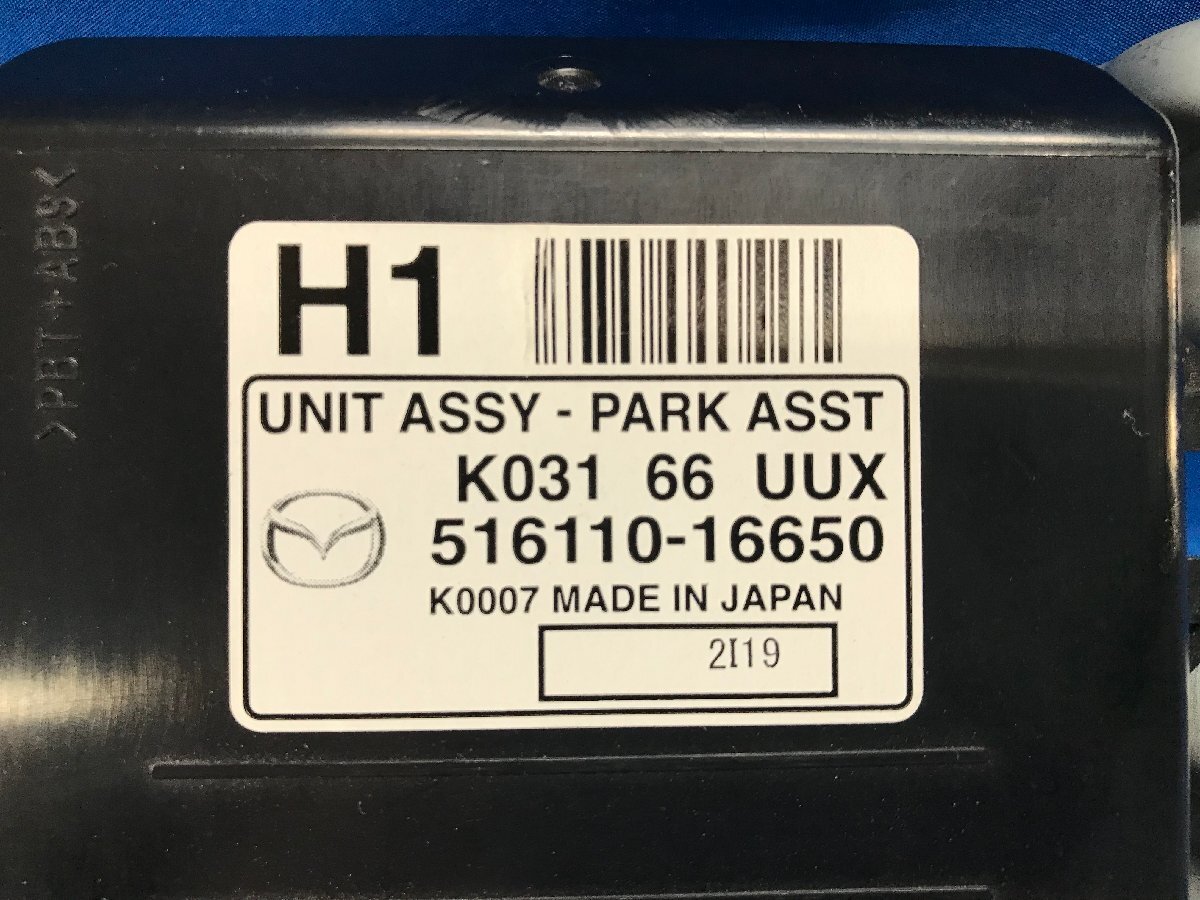 >PBT+ABS<
H1
UNIT ASSY - PARK ASST
K031 66 UUX
516110-16650
K0007 MADE IN JAPAN
2I19